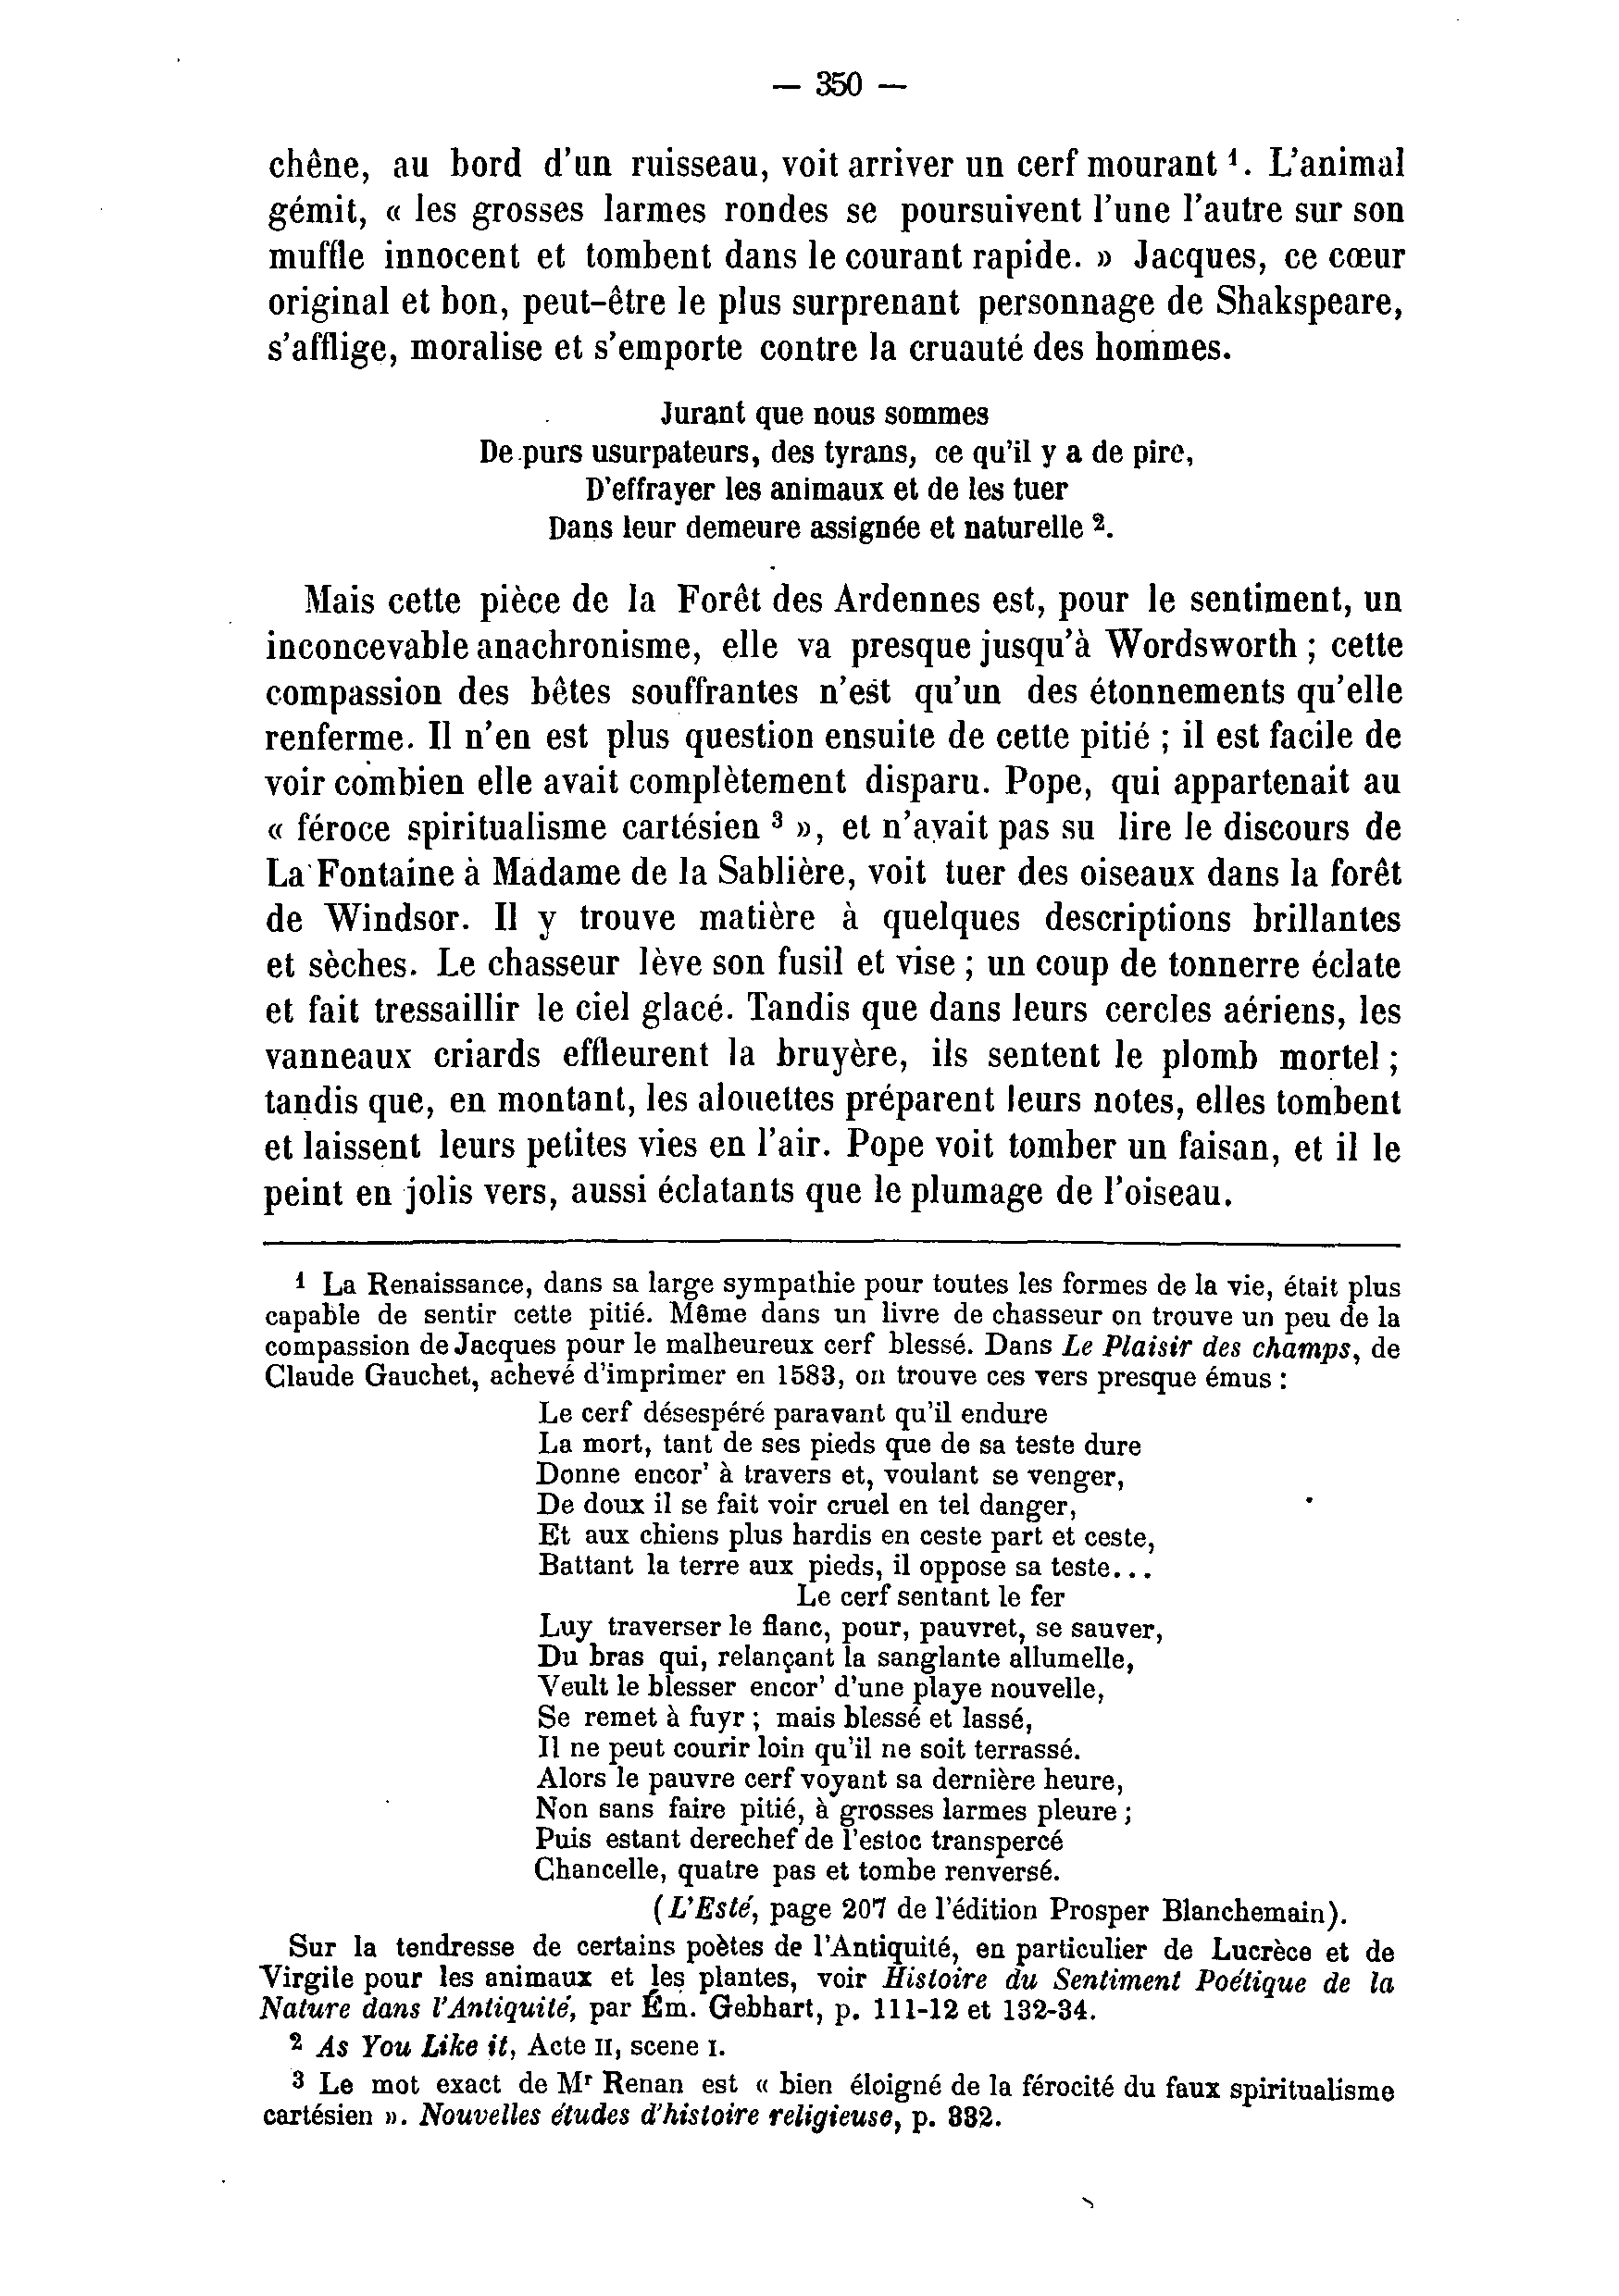 — 350 —
chêne, au bord d'un ruisseau, voit arriver un cerf mourant ¹. L'animal
gémit, « les grosses larmes rondes se poursuivent l'une l'autre sur son
muffle innocent et tombent dans le courant rapide. » Jacques, ce cœur
original et bon, peut-être le plus surprenant personnage de Shakspeare,
s'afflige, moralise et s'emporte contre la cruauté des hommes.
Jurant que nous sommes
De purs usurpateurs, des tyrans, ce qu'il y a de pire,
D'effrayer les animaux et de les tuer
Dans leur demeure assignée et naturelle ².
Mais cette pièce de la Forêt des Ardennes est, pour le sentiment, un
inconcevable anachronisme, elle va presque jusqu'à Wordsworth ; cette
compassion des bêtes souffrantes n'est qu'un des étonnements qu'elle
renferme. Il n'en est plus question ensuite de cette pitié ; il est facile de
voir combien elle avait complètement disparu. Pope, qui appartenait au
« féroce spiritualisme cartésien ³ », et n'avait pas su lire le discours de
La Fontaine à Madame de la Sablière, voit tuer des oiseaux dans la forêt
de Windsor. Il y trouve matière à quelques descriptions brillantes
et sèches. Le chasseur lève son fusil et vise ; un coup de tonnerre éclate
et fait tressaillir le ciel glacé. Tandis que dans leurs cercles aériens, les
vanneaux criards effleurent la bruyère, ils sentent le plomb mortel ;
tandis que, en montant, les alouettes préparent leurs notes, elles tombent
et laissent leurs petites vies en l'air. Pope voit tomber un faisan, et il le
peint en jolis vers, aussi éclatants que le plumage de l'oiseau.
¹ La Renaissance, dans sa large sympathie pour toutes les formes de la vie, était plus
capable de sentir cette pitié. Même dans un livre de chasseur on trouve un peu de la
compassion de Jacques pour le malheureux cerf blessé. Dans Le Plaisir des champs, de
Claude Gauchet, achevé d'imprimer en 1583, on trouve ces vers presque émus :
Le cerf désespéré paravant qu'il endure
La mort, tant de ses pieds que de sa teste dure
Donne encor' à travers et, voulant se venger,
De doux il se fait voir cruel en tel danger,
Et aux chiens plus hardis en ceste part et ceste,
Battant la terre aux pieds, il oppose sa teste...
Le cerf sentant le fer
Luy traverser le flanc, pour, pauvret, se sauver,
Du bras qui, relançant la sanglante allumelle,
Veult le blesser encor' d'une playe nouvelle,
Se remet à fuyr ; mais blessé et lassé,
Il ne peut courir loin qu'il ne soit terrassé.
Alors le pauvre cerf voyant sa dernière heure,
Non sans faire pitié, à grosses larmes pleure ;
Puis estant derechef de l'estoc transpercé
Chancelle, quatre pas et tombe renversé.
(L'Esté, page 207 de l'édition Prosper Blanchemain).
Sur la tendresse de certains poètes de l'Antiquité, en particulier de Lucrèce et de
Virgile pour les animaux et les plantes, voir Histoire du Sentiment Poétique de la
Nature dans l'Antiquité, par Ém. Gebhart, p. 111-12 et 132-34.
² As You Like it, Acte II, scene I.
³ Le mot exact de Mʳ Renan est « bien éloigné de la férocité du faux spiritualisme
cartésien ». Nouvelles études d'histoire religieuse, p. 332.